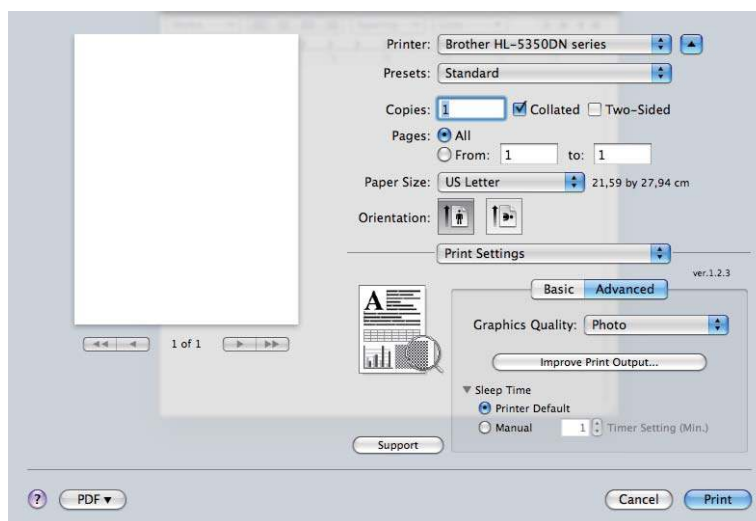 Printer: Brother HL-5350DN series
Presets: Standard
Copies: 1 Collated Two-Sided
Pages: All
From: 1 to: 1
Paper Size: US Letter 21,59 by 27,94 cm
Orientation:
Print Settings
ver.1.2.3
Basic Advanced
A
Graphics Quality: Photo
1 of 1
Improve Print Output...
Sleep Time
Printer Default
Manual 1 Timer Setting (Min.)
Support
? PDF▼ Cancel Print